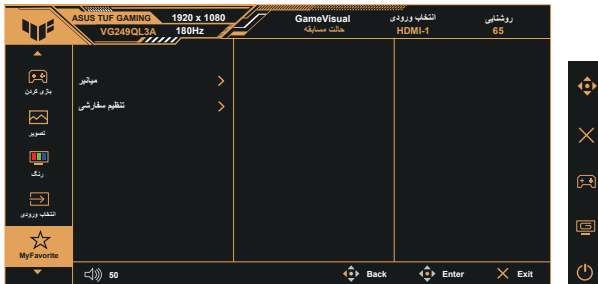 ASUS TUF GAMING
VG249QL3A
1920 x 1080
180Hz
GameVisual
حالت مسابقه
انتخاب ورودی
HDMI-1
روشنایی
65
بازی کردن
تصویر
رنگ
انتخاب ورودی
MyFavorite
میانبر
تنظیم سفارشی
50
Back
Enter
Exit